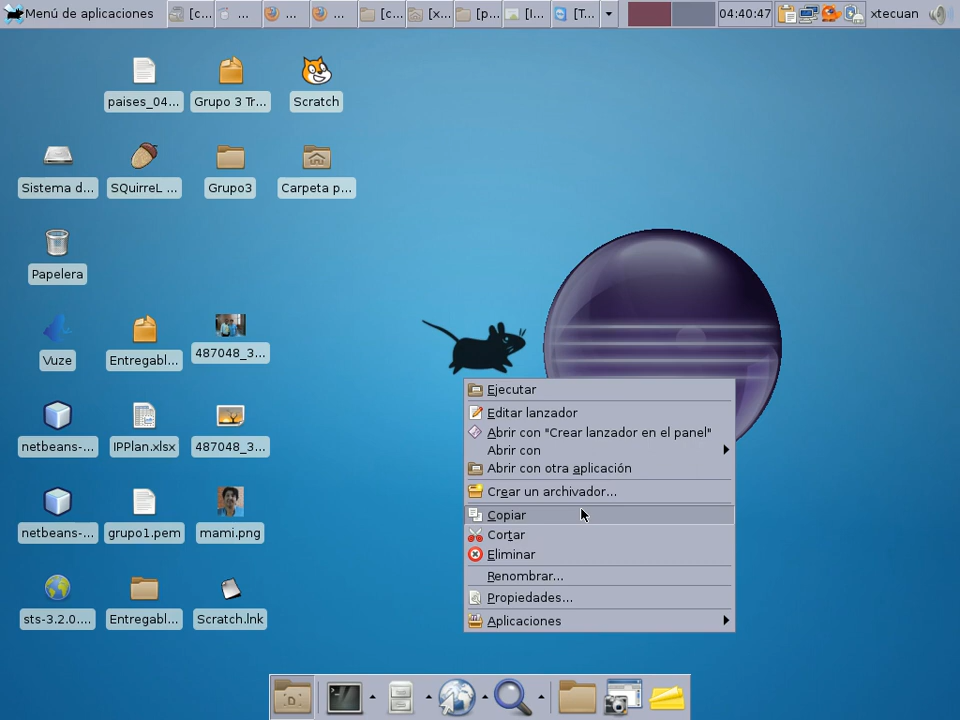 Menú de aplicaciones
[c...
...
...
...
[c...
[x...
[p...
[I...
[T...
04:40:47
xtecuan
paises_04...
Grupo 3 Tr...
Scratch
Sistema d...
SQuirreL ...
Grupo3
Carpeta p...
Papelera
Vuze
Entregabl...
487048_3...
netbeans-...
IPPlan.xlsx
487048_3...
netbeans-...
grupo1.pem
mami.png
sts-3.2.0....
Entregabl...
Scratch.lnk
Ejecutar
Editar lanzador
Abrir con "Crear lanzador en el panel"
Abrir con
Abrir con otra aplicación
Crear un archivador...
Copiar
Cortar
Eliminar
Renombrar...
Propiedades...
Aplicaciones